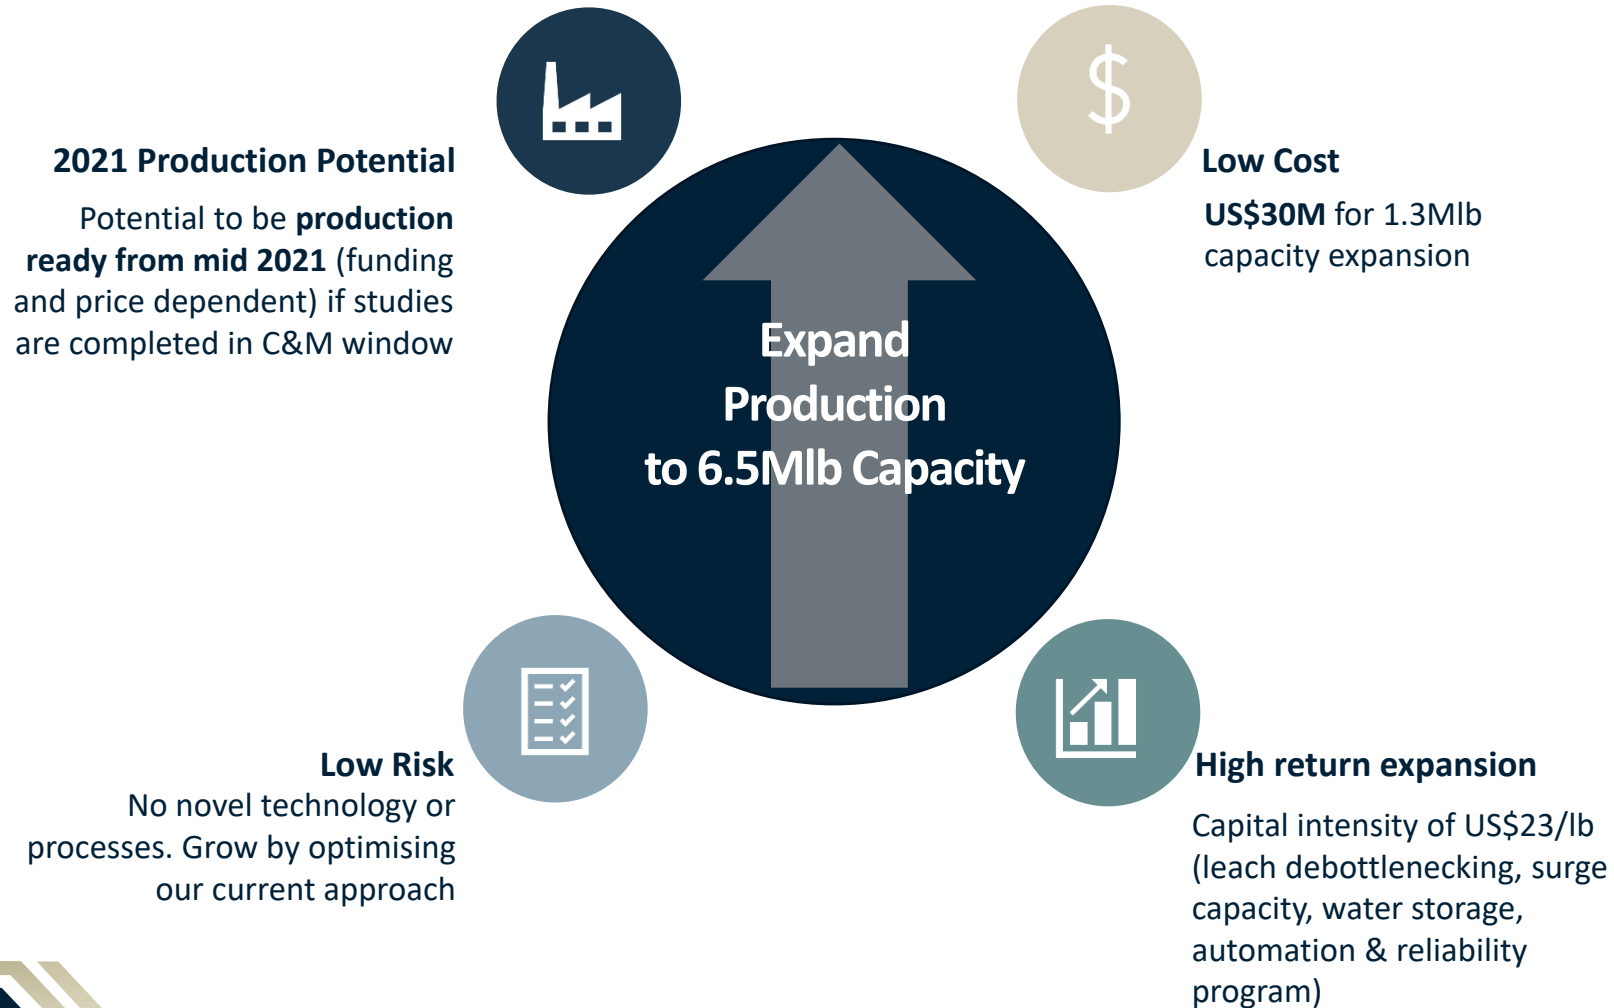 2021 Production Potential
Potential to be production
ready from mid 2021 (funding
and price dependent) if studies
are completed in C&M window
Low Cost
US$30M for 1.3Mlb
capacity expansion
Expand
Production
to 6.5Mlb Capacity
Low Risk
No novel technology or
processes. Grow by optimising
our current approach
High return expansion
Capital intensity of US$23/lb
(leach debottlenecking, surge
capacity, water storage,
automation & reliability
program)